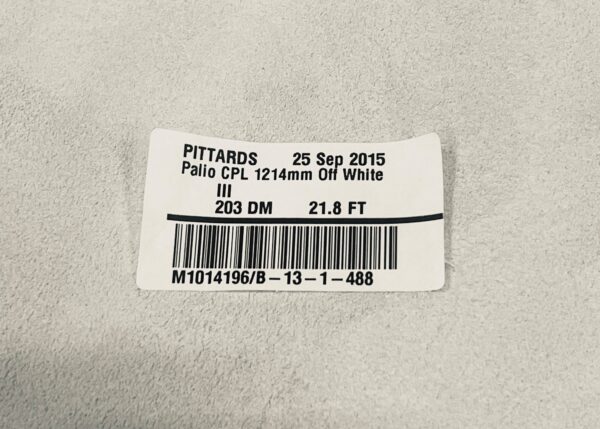 PITTARDS 25 Sep 2015
Palio CPL 1214mm Off White
III
203 DM 21.8 FT
M1014196/B-13-1-488